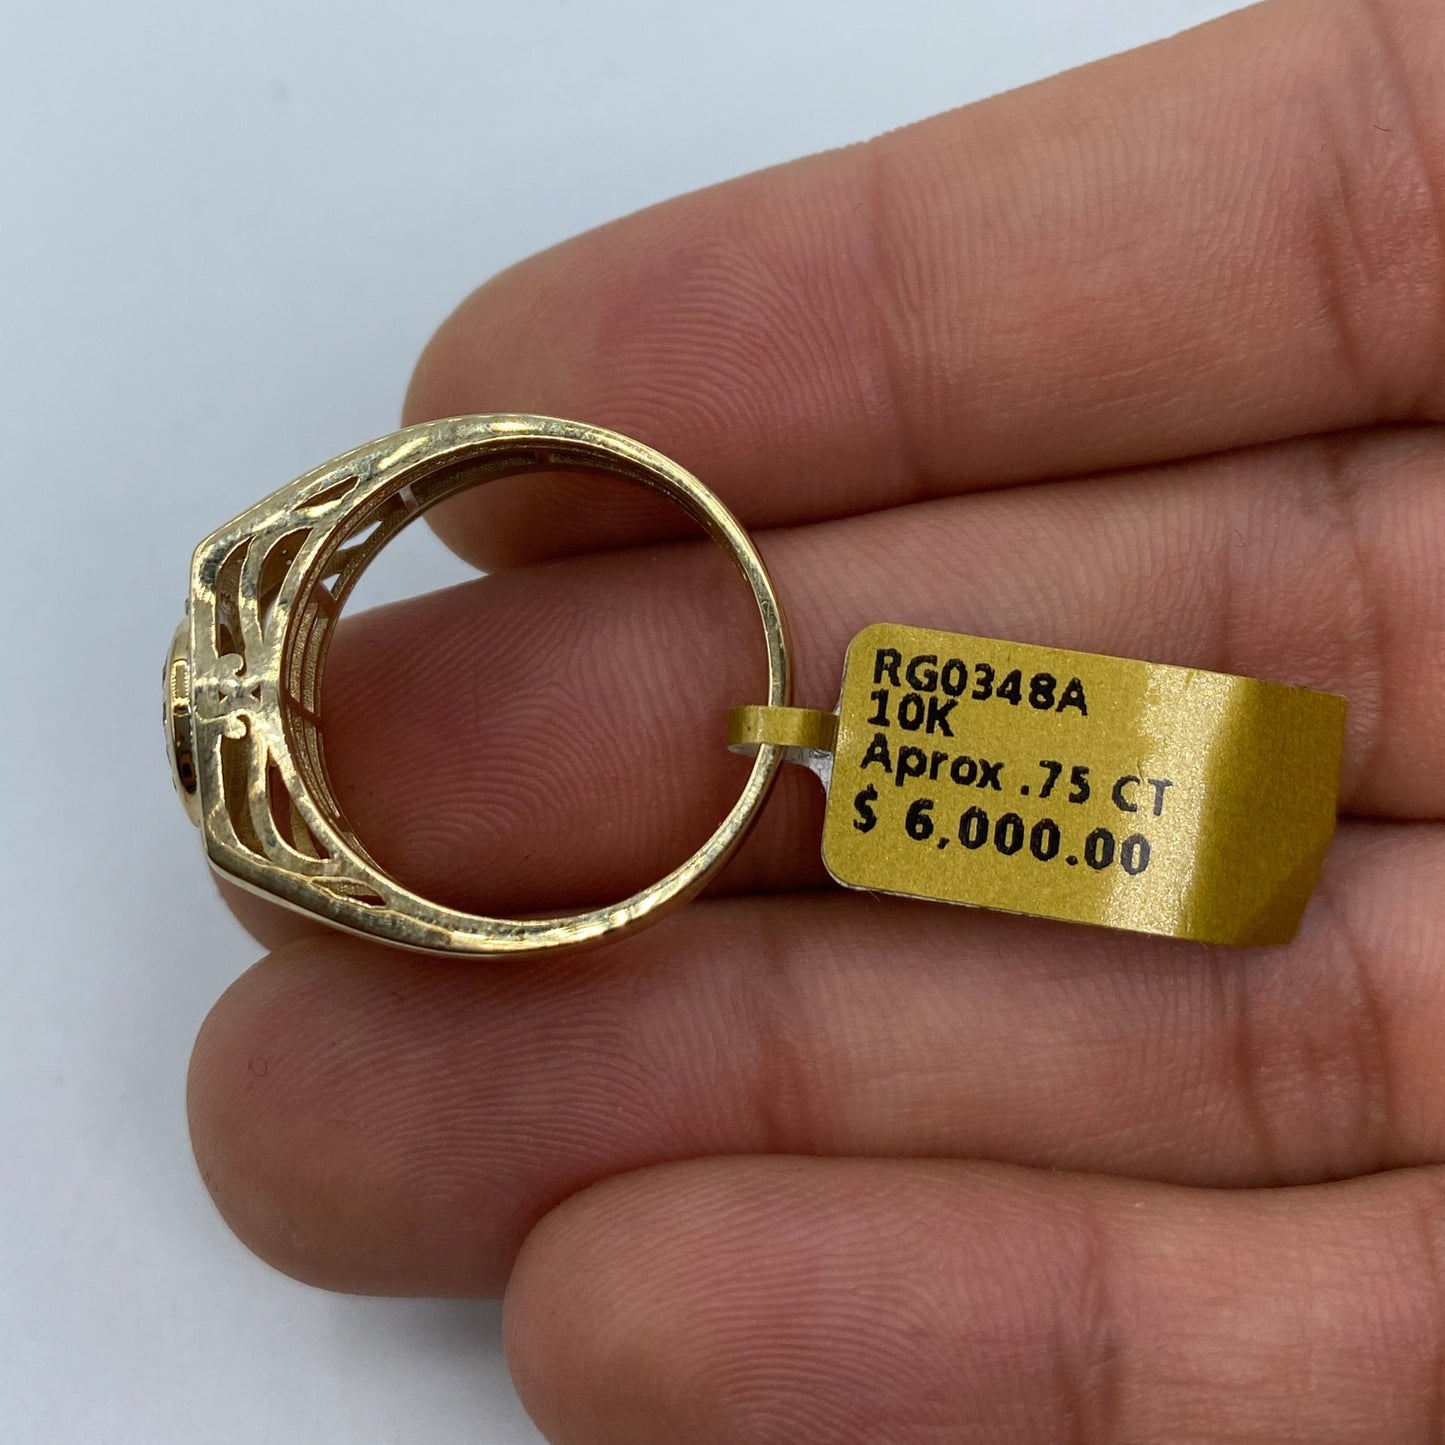 RG0348A
10K
Aprox .75 CT
$ 6,000.00